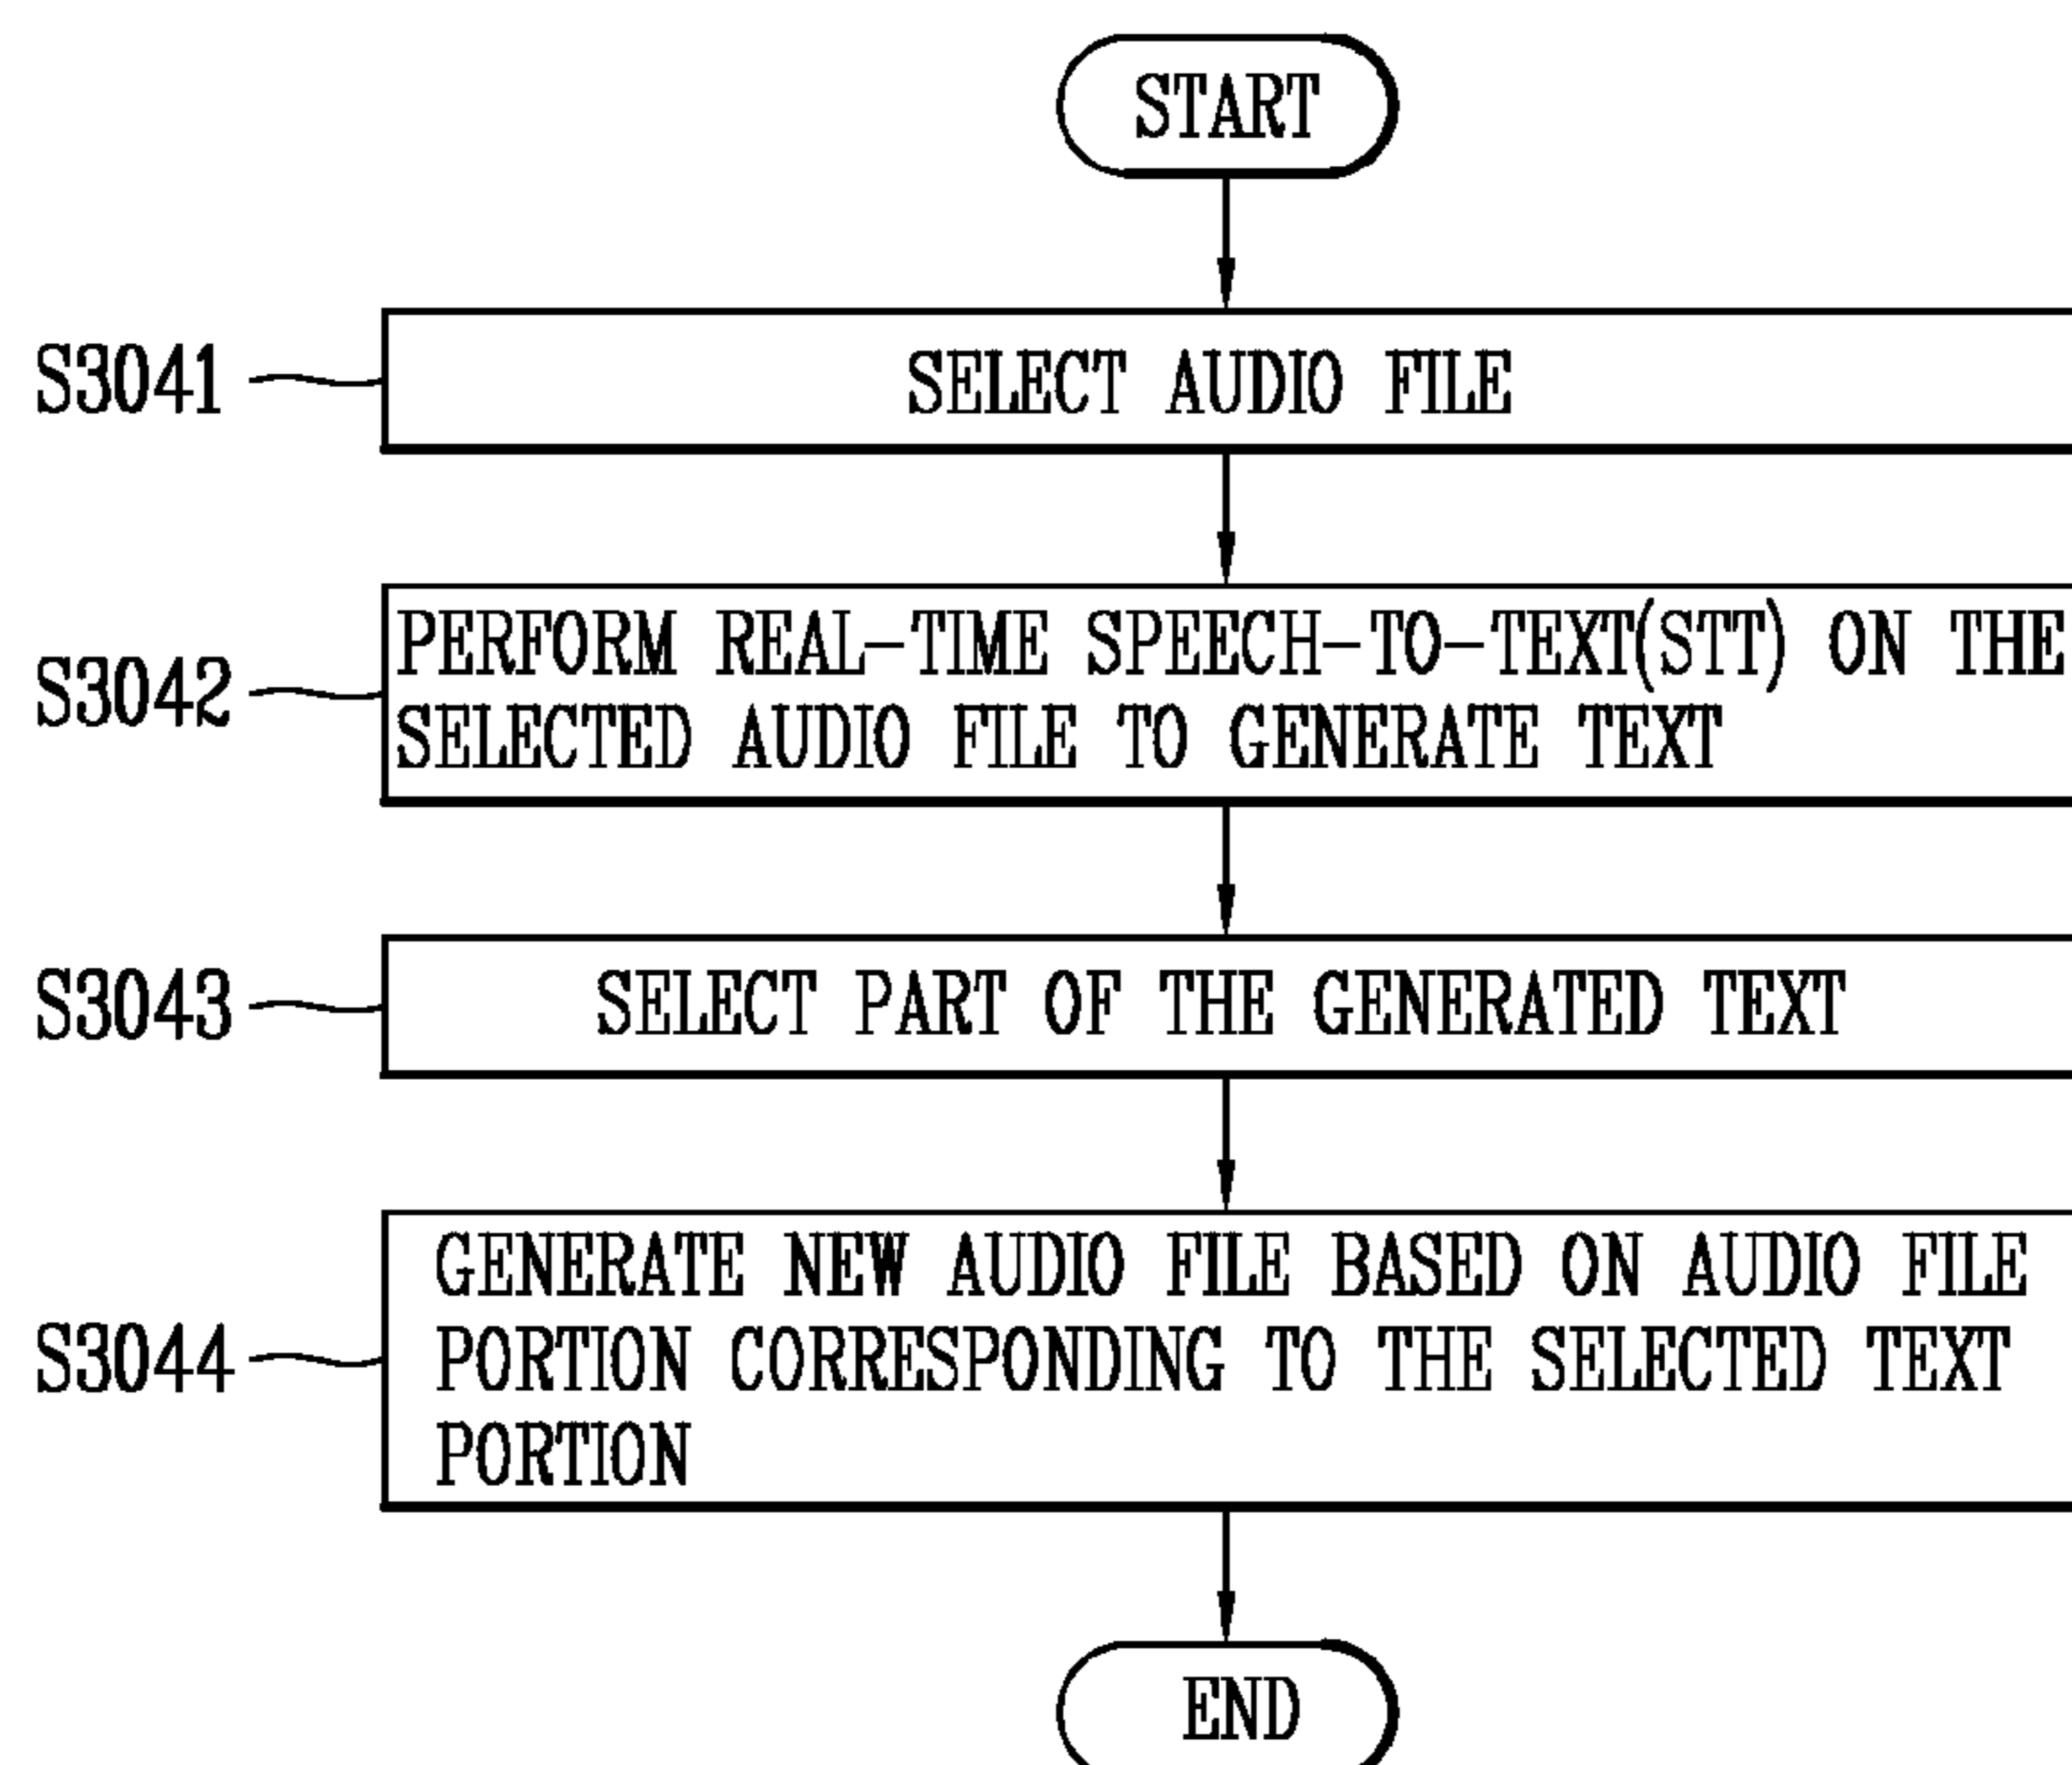 START
S3041
SELECT AUDIO FILE
S3042
PERFORM REAL-TIME SPEECH-TO-TEXT(STT) ON THE
SELECTED AUDIO FILE TO GENERATE TEXT
S3043
SELECT PART OF THE GENERATED TEXT
S3044
GENERATE NEW AUDIO FILE BASED ON AUDIO FILE
PORTION CORRESPONDING TO THE SELECTED TEXT
PORTION
END